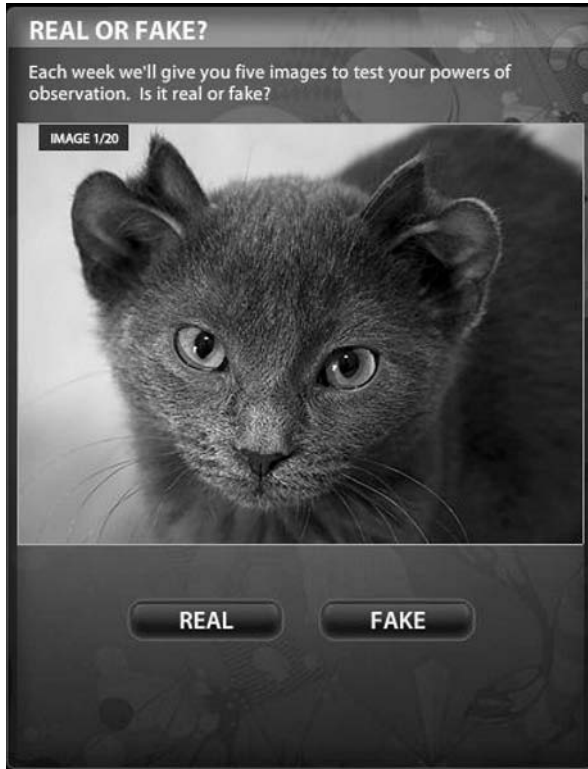 REAL OR FAKE?
Each week we'll give you five images to test your powers of
observation. Is it real or fake?
IMAGE 1/20
REAL
FAKE